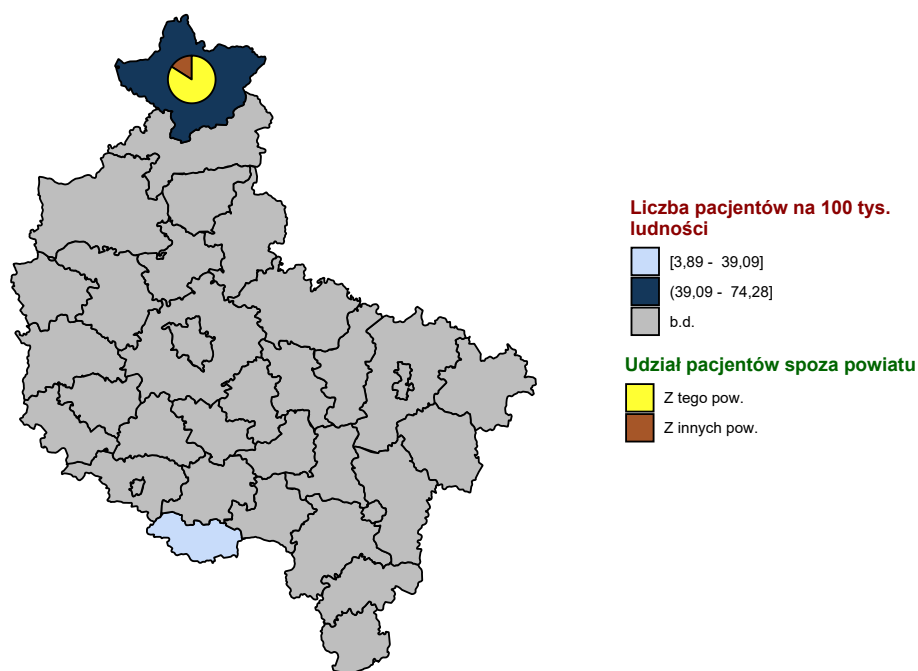 Liczba pacjentów na 100 tys.
ludności
[3,89 - 39,09]
(39,09 - 74,28]
b.d.
Udział pacjentów spoza powiatu
Z tego pow.
Z innych pow.